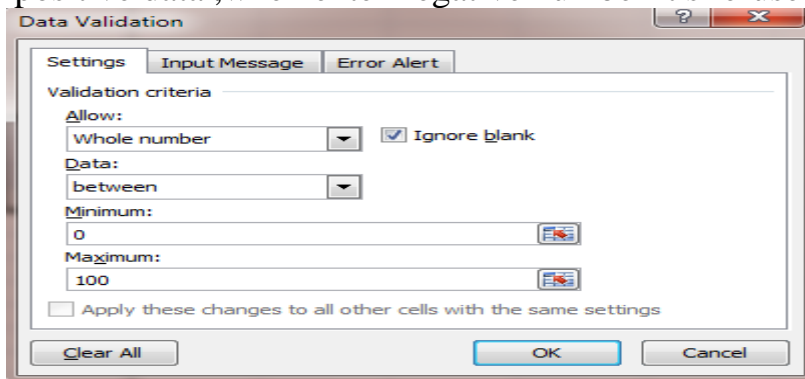 Data Validation
Settings Input Message Error Alert
Validation criteria
Allow:
Whole number Ignore blank
Data:
between
Minimum:
0
Maximum:
100
Apply these changes to all other cells with the same settings
Clear All OK Cancel